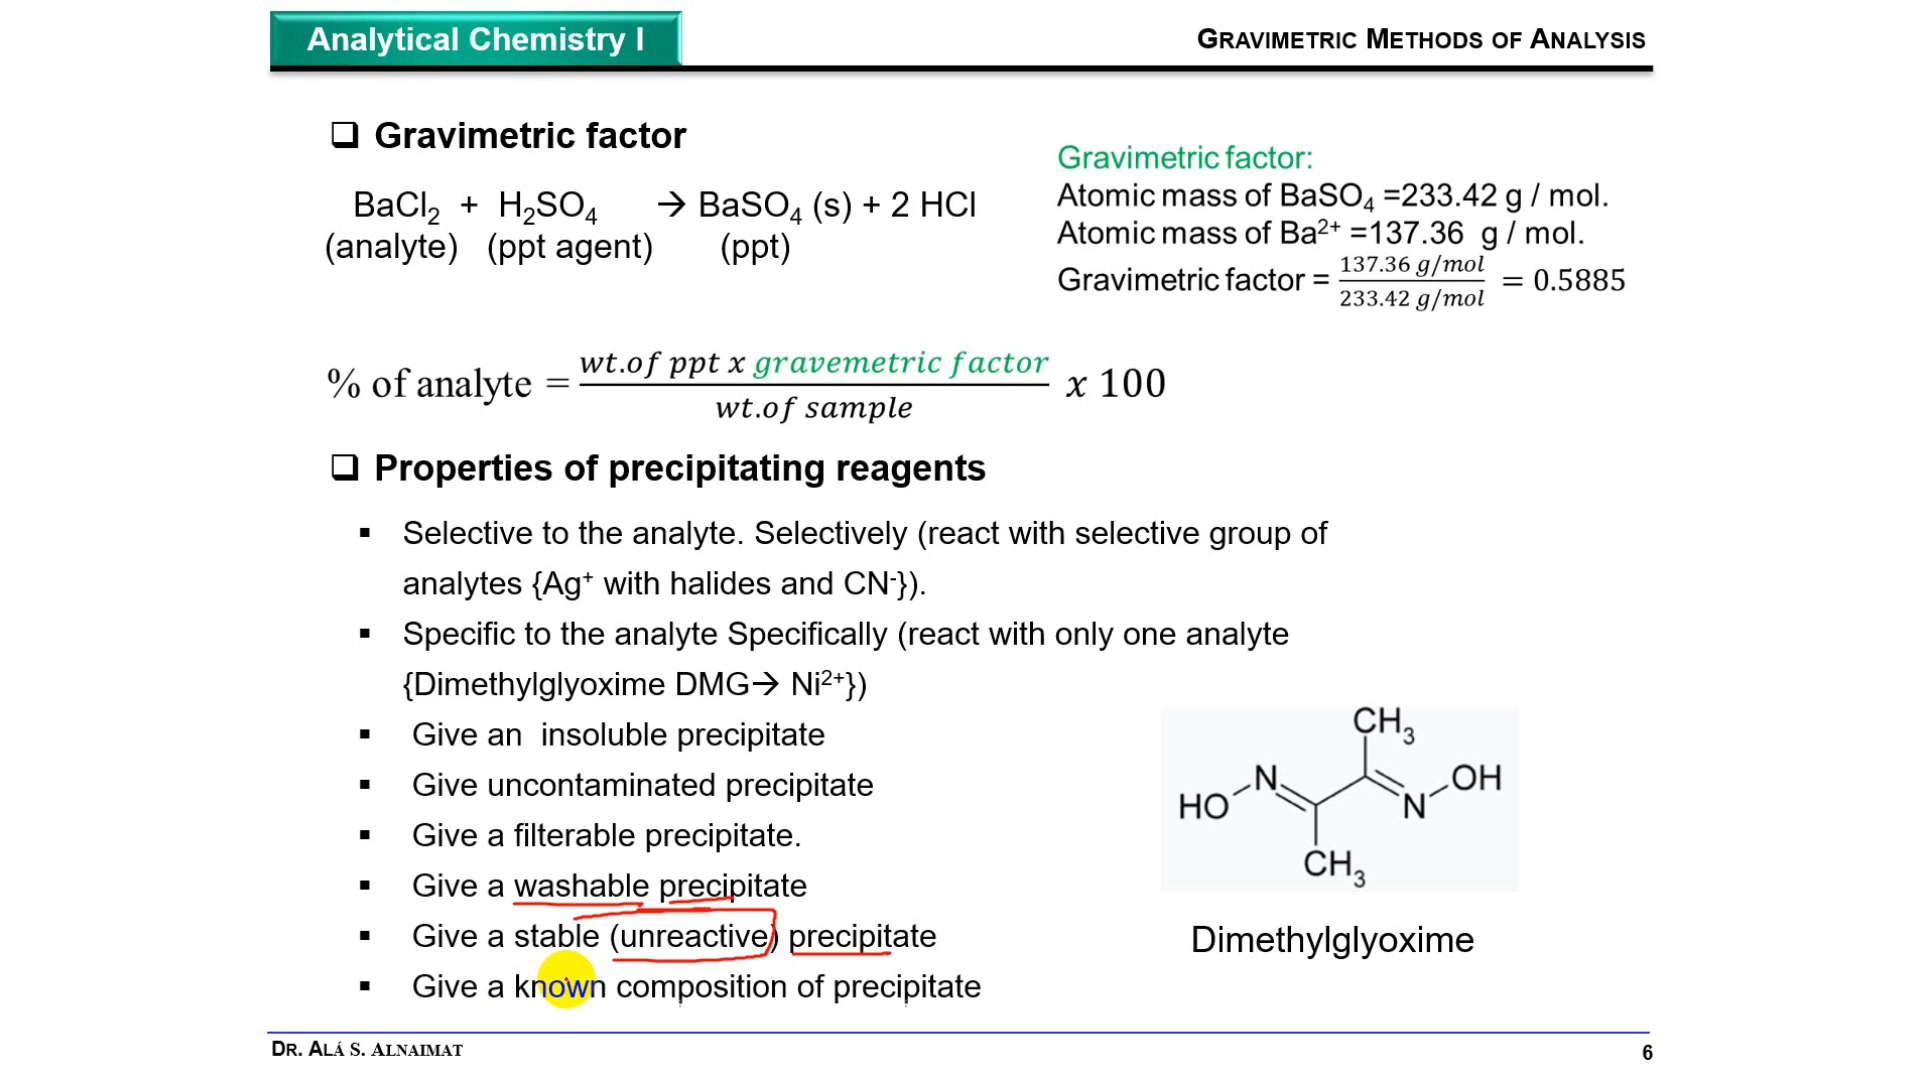 Analytical Chemistry I
GRAVIMETRIC METHODS OF ANALYSIS
❑ Gravimetric factor
BaCl₂ + H₂SO₄ → BaSO₄ (s) + 2 HCl
(analyte) (ppt agent) (ppt)
Gravimetric factor:
Atomic mass of BaSO₄ =233.42 g / mol.
Atomic mass of Ba²⁺ =137.36 g / mol.
Gravimetric factor = 137.36 g/mol / 233.42 g/mol = 0.5885
% of analyte = wt.of ppt x gravemetric factor / wt.of sample x 100
❑ Properties of precipitating reagents
▪ Selective to the analyte. Selectively (react with selective group of
analytes {Ag⁺ with halides and CN⁻}).
▪ Specific to the analyte Specifically (react with only one analyte
{Dimethylglyoxime DMG→ Ni²⁺})
▪ Give an insoluble precipitate
▪ Give uncontaminated precipitate
▪ Give a filterable precipitate.
▪ Give a washable precipitate
▪ Give a stable (unreactive) precipitate
▪ Give a known composition of precipitate
CH₃
HO N N OH
CH₃
Dimethylglyoxime
DR. ALÁ S. ALNAIMAT
6